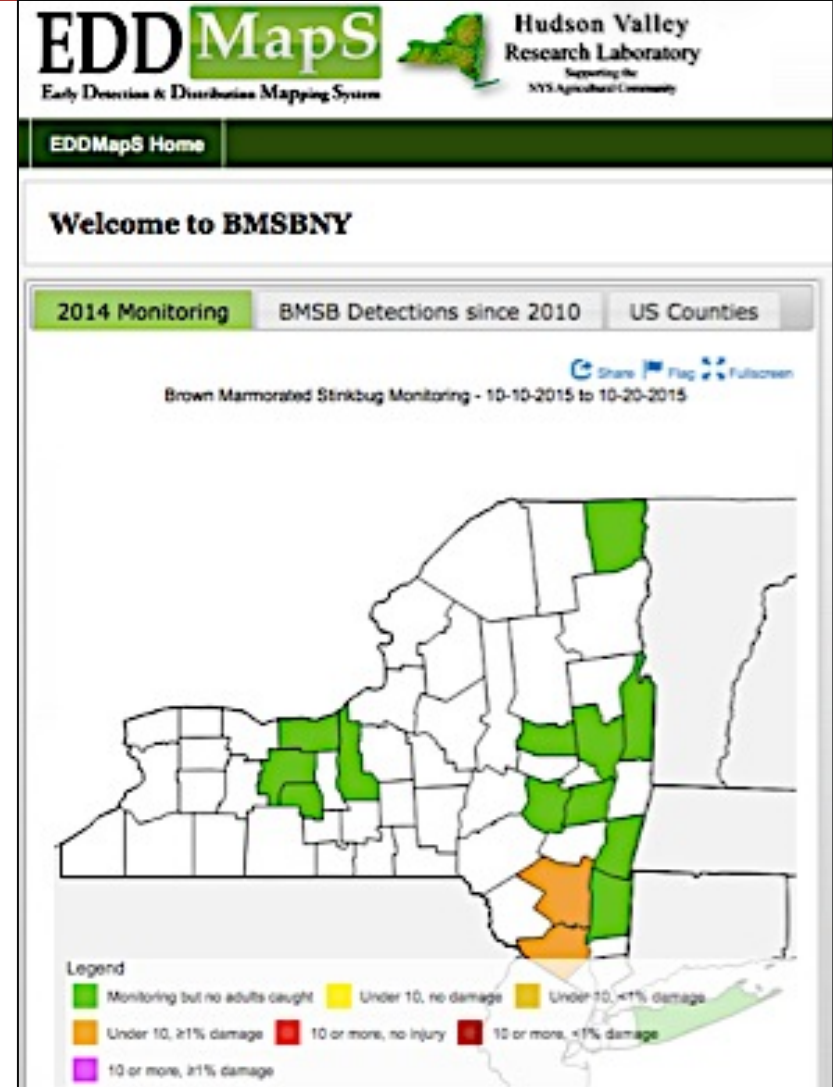 EDDMapS
Early Detection & Distribution Mapping System
Hudson Valley
Research Laboratory
Supporting the
NYS Agricultural Community
EDDMapS Home
Welcome to BMSBNY
2014 Monitoring
BMSB Detections since 2010
US Counties
Share Flag Fullscreen
Brown Marmorated Stinkbug Monitoring - 10-10-2015 to 10-20-2015
Legend
Monitoring but no adults caught
Under 10, no damage
Under 10, <1% damage
Under 10, ≥1% damage
10 or more, no injury
10 or more, <1% damage
10 or more, ≥1% damage